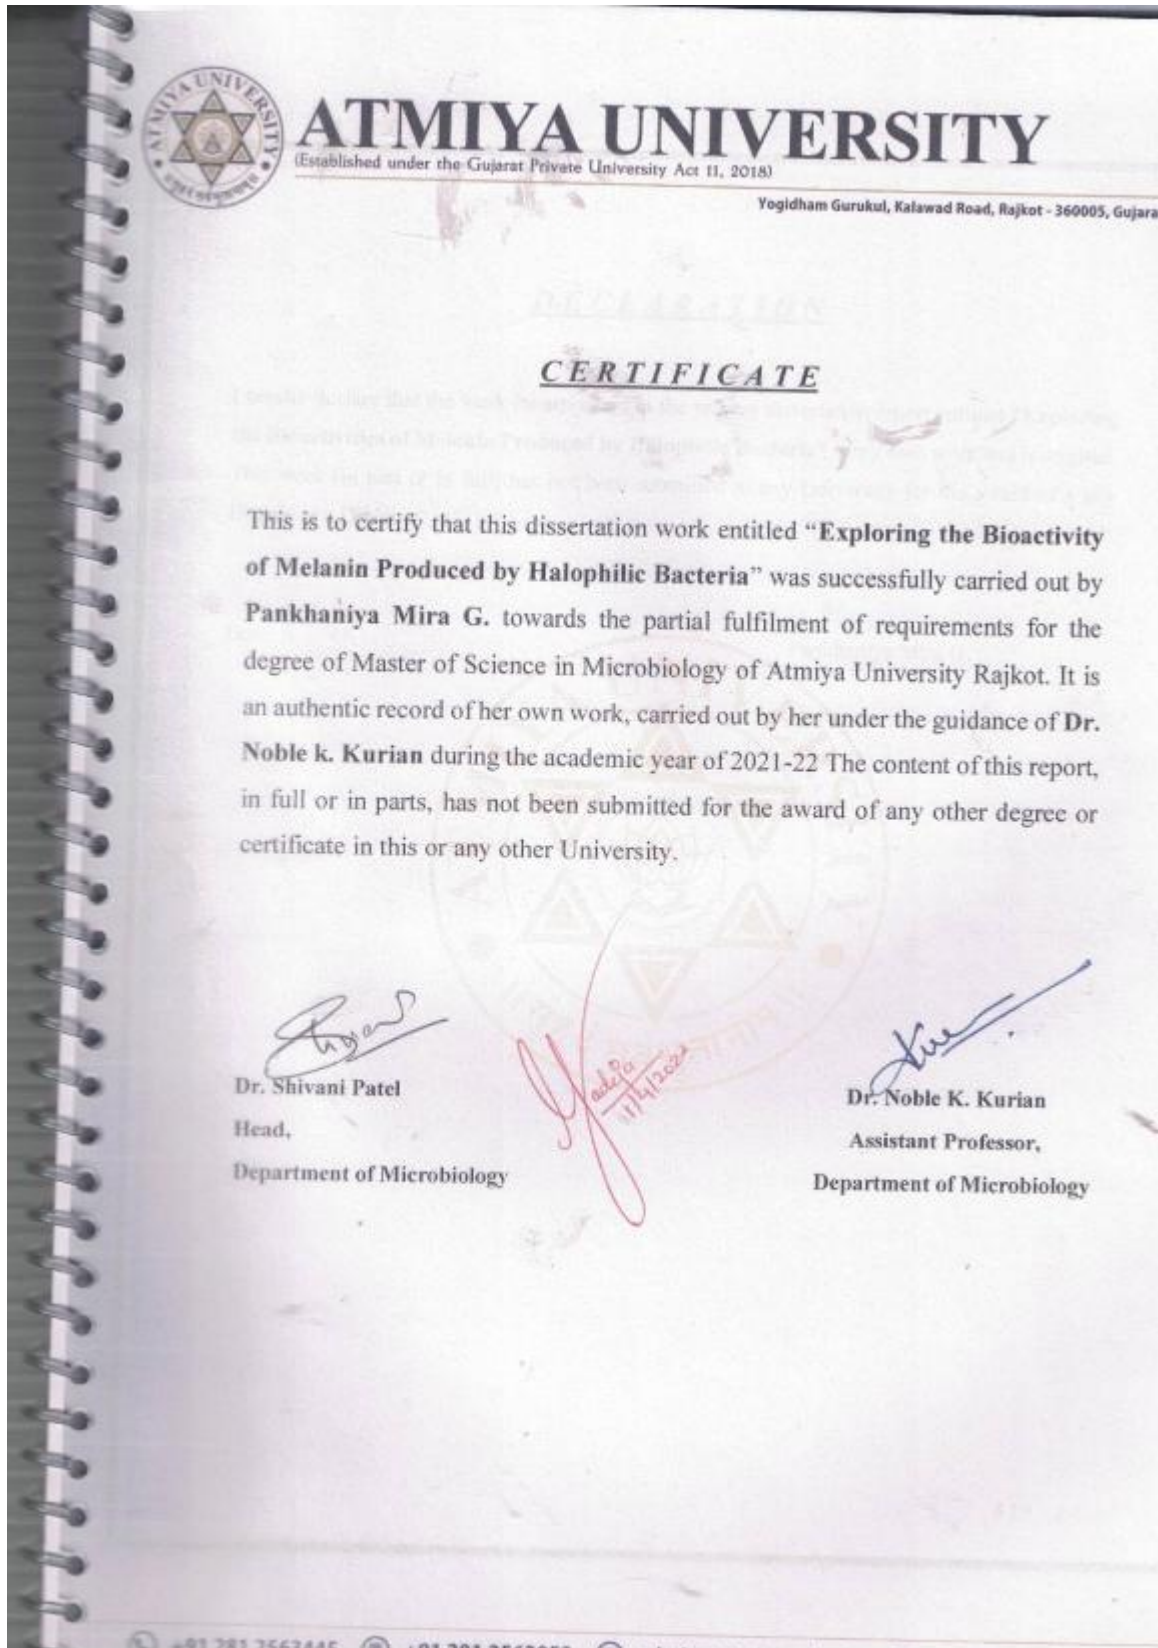 ATMIYA UNIVERSITY
ATMIYA UNIVERSITY
(Established under the Gujarat Private University Act 11, 2018)
Yogidham Gurukul, Kalawad Road, Rajkot - 360005, Gujara
DECLARATION
CERTIFICATE
This is to certify that this dissertation work entitled “Exploring the Bioactivity
of Melanin Produced by Halophilic Bacteria” was successfully carried out by
Pankhaniya Mira G. towards the partial fulfilment of requirements for the
degree of Master of Science in Microbiology of Atmiya University Rajkot. It is
an authentic record of her own work, carried out by her under the guidance of Dr.
Noble k. Kurian during the academic year of 2021-22 The content of this report,
in full or in parts, has not been submitted for the award of any other degree or
certificate in this or any other University.
Dr. Shivani Patel
Head,
Department of Microbiology
Dr. Noble K. Kurian
Assistant Professor,
Department of Microbiology